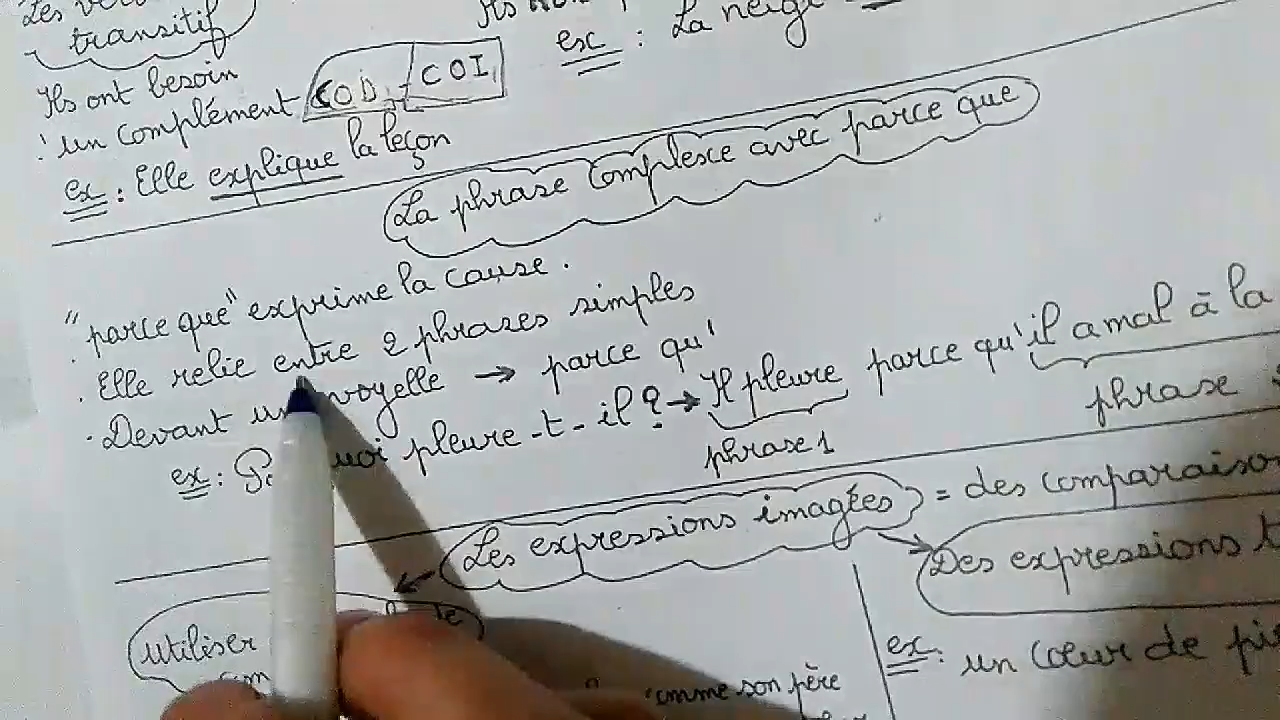 transitif
Ils ont besoin
un complément COD - COI
ex : Elle explique la leçon
ex : La neige
La phrase complexe avec parce que
"parce que" exprime la cause.
. Elle relie entre 2 phrases simples
. Devant un voyelle → parce qu'
ex : pleure-t-il ? → Il pleure parce qu'il a mal à la
phrase 1
phrase
Les expressions imagées = des comparaison
Des expressions
utiliser
comme son père
ex : un cœur de